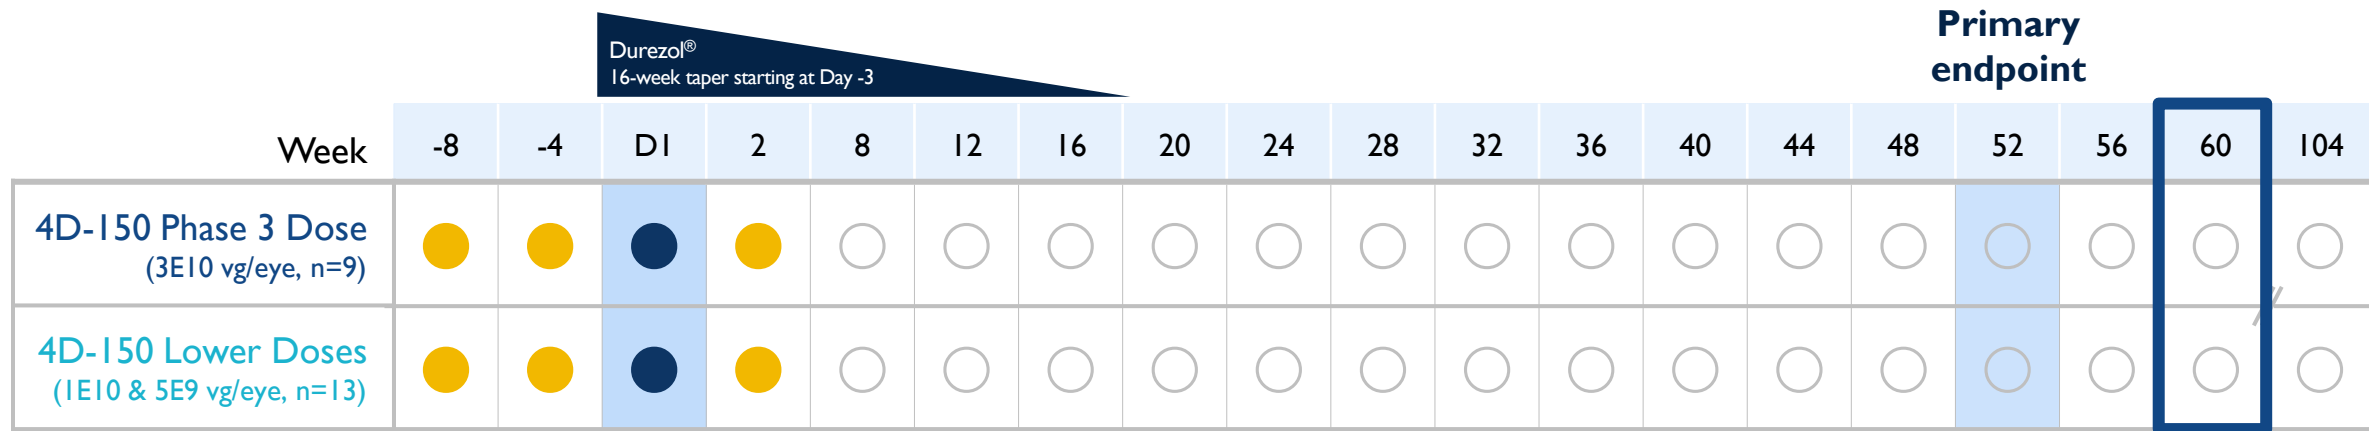 Primary
endpoint
Durezol®
16-week taper starting at Day -3
Week -8 -4 D1 2 8 12 16 20 24 28 32 36 40 44 48 52 56 60 104
4D-150 Phase 3 Dose
(3E10 vg/eye, n=9)
4D-150 Lower Doses
(1E10 & 5E9 vg/eye, n=13)